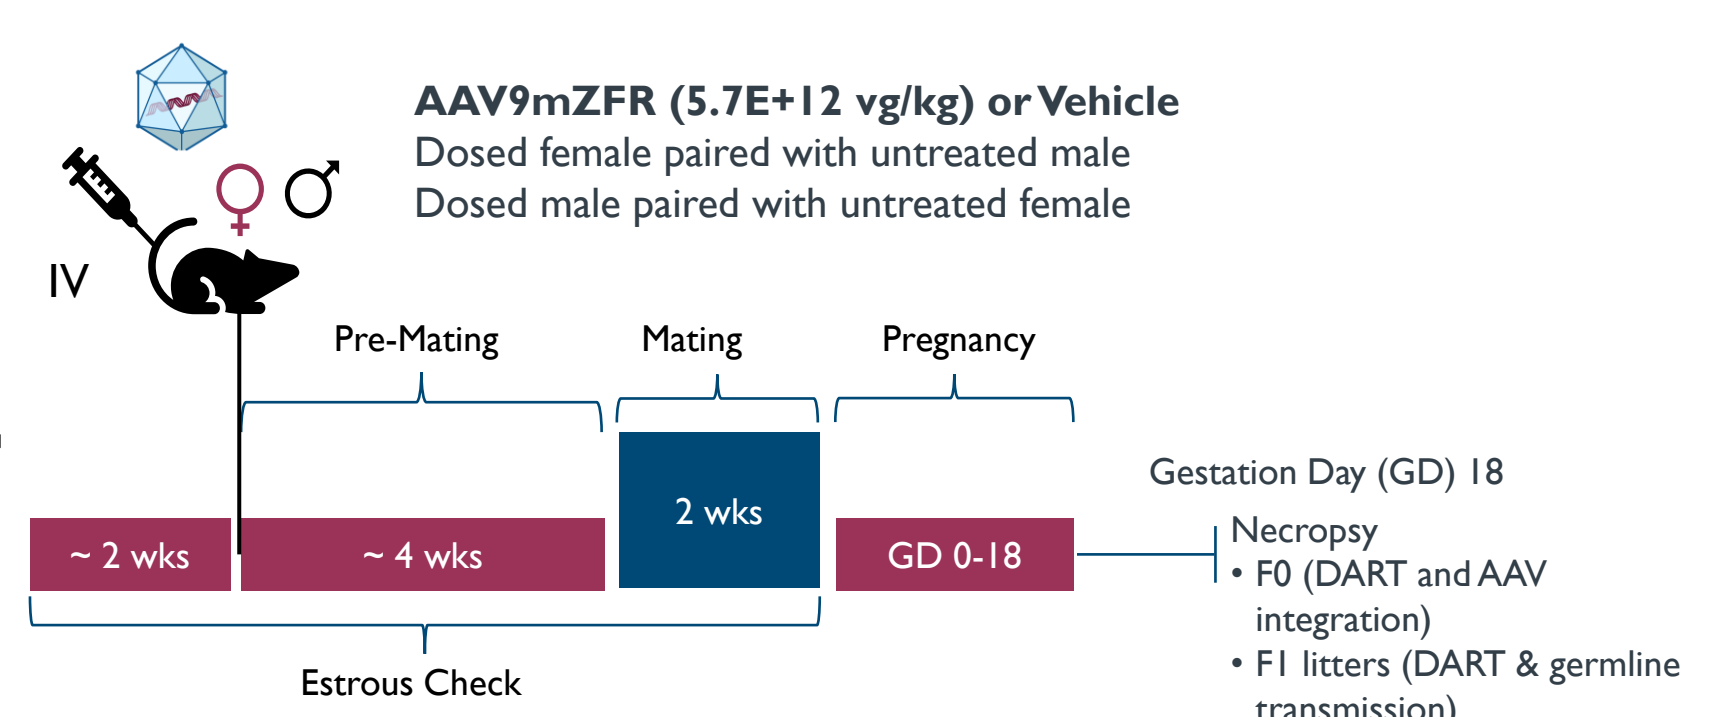 AAV9mZFR (5.7E+12 vg/kg) or Vehicle
Dosed female paired with untreated male
Dosed male paired with untreated female
IV
Pre-Mating
Mating
Pregnancy
~ 2 wks
~ 4 wks
2 wks
GD 0-18
Estrous Check
Gestation Day (GD) 18
Necropsy
• F0 (DART and AAV
integration)
• F1 litters (DART & germline
transmission)